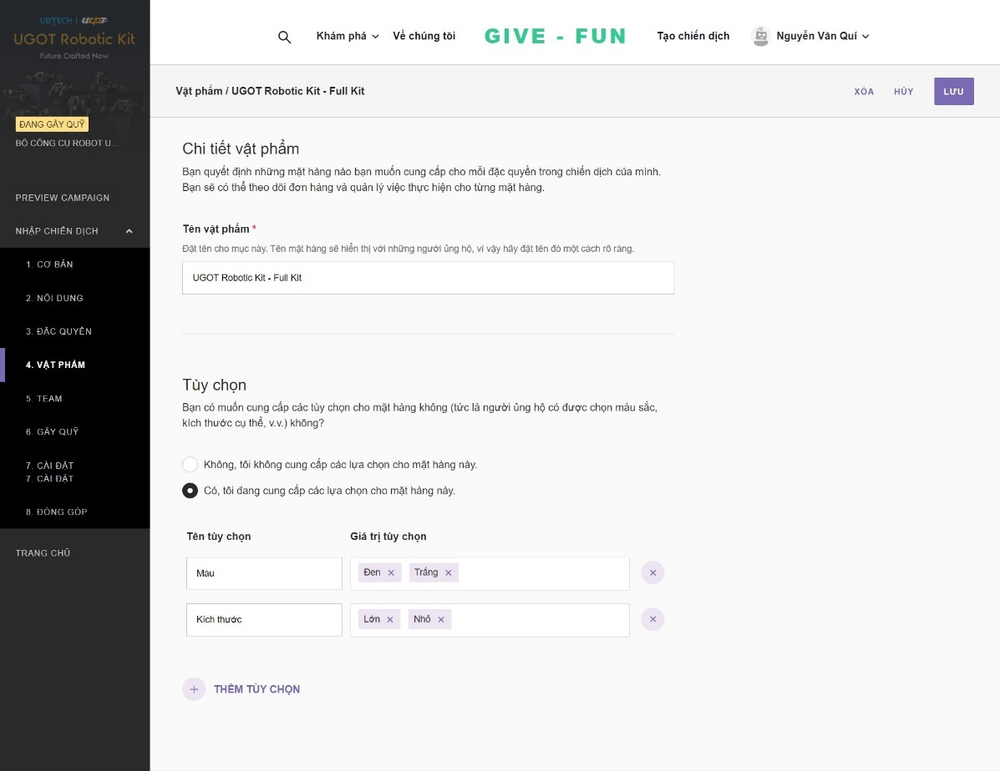 UBTECH | UGOT
UGOT Robotic Kit
Future Crafted Now
ĐANG GÂY QUỸ
BỘ CÔNG CỤ ROBOT U...
PREVIEW CAMPAIGN
NHẬP CHIẾN DỊCH
1. CƠ BẢN
2. NỘI DUNG
3. ĐẶC QUYỀN
4. VẬT PHẨM
5. TEAM
6. GÂY QUỸ
7. CÀI ĐẶT
7. CÀI ĐẶT
8. ĐÓNG GÓP
TRANG CHỦ
Khám phá Về chúng tôi GIVE - FUN Tạo chiến dịch Nguyễn Văn Quí
Vật phẩm / UGOT Robotic Kit - Full Kit XÓA HỦY LƯU
Chi tiết vật phẩm
Bạn quyết định những mặt hàng nào bạn muốn cung cấp cho mỗi đặc quyền trong chiến dịch của mình.
Bạn sẽ có thể theo dõi đơn hàng và quản lý việc thực hiện cho từng mặt hàng.
Tên vật phẩm *
Đặt tên cho mục này. Tên mặt hàng sẽ hiển thị với những người ủng hộ, vì vậy hãy đặt tên đó một cách rõ ràng.
UGOT Robotic Kit - Full Kit
Tùy chọn
Bạn có muốn cung cấp các tùy chọn cho mặt hàng không (tức là người ủng hộ có được chọn màu sắc,
kích thước cụ thể, v.v.) không?
Không, tôi không cung cấp các lựa chọn cho mặt hàng này.
Có, tôi đang cung cấp các lựa chọn cho mặt hàng này.
Tên tùy chọn Giá trị tùy chọn
Màu Đen Trắng
Kích thước Lớn Nhỏ
THÊM TÙY CHỌN